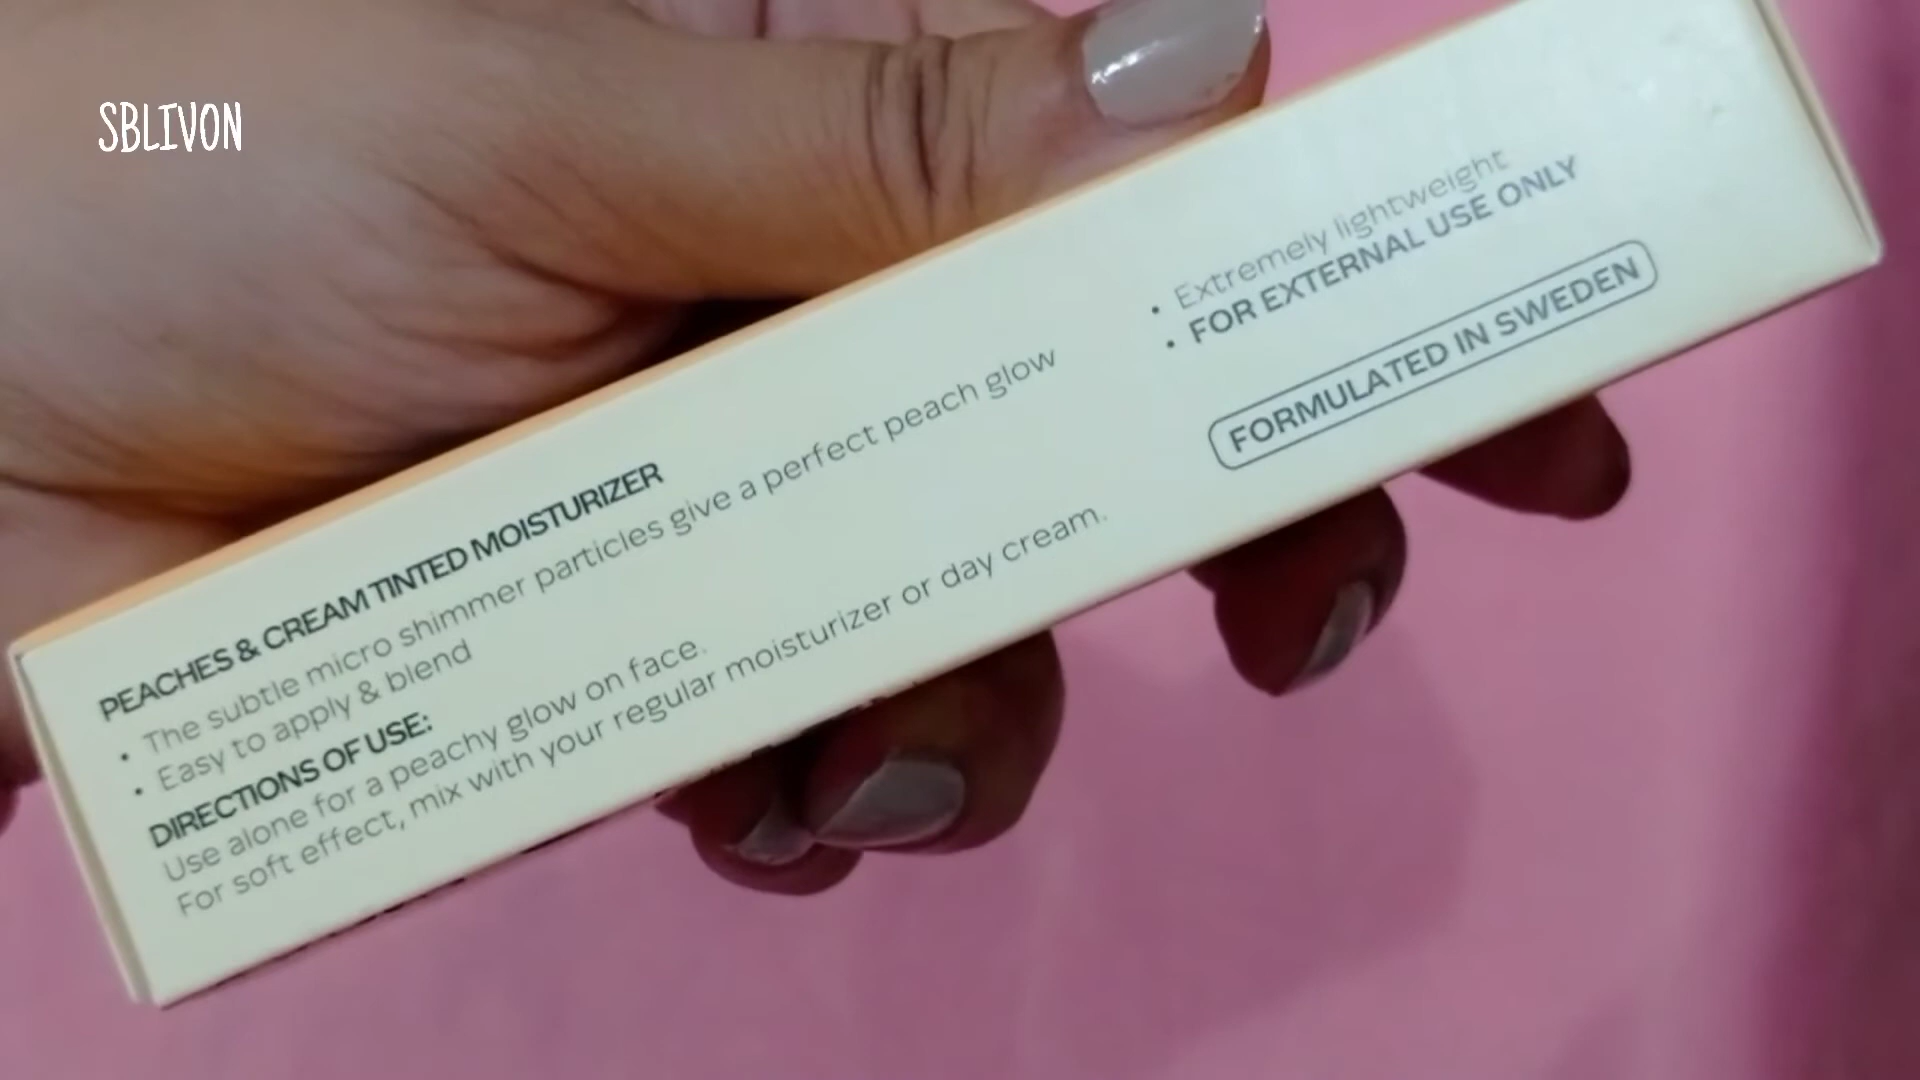 SBLIVON
PEACHES & CREAM TINTED MOISTURIZER
• The subtle micro shimmer particles give a perfect peach glow
• Easy to apply & blend
• Extremely lightweight
• FOR EXTERNAL USE ONLY
DIRECTIONS OF USE:
Use alone for a peachy glow on face.
For soft effect, mix with your regular moisturizer or day cream.
FORMULATED IN SWEDEN